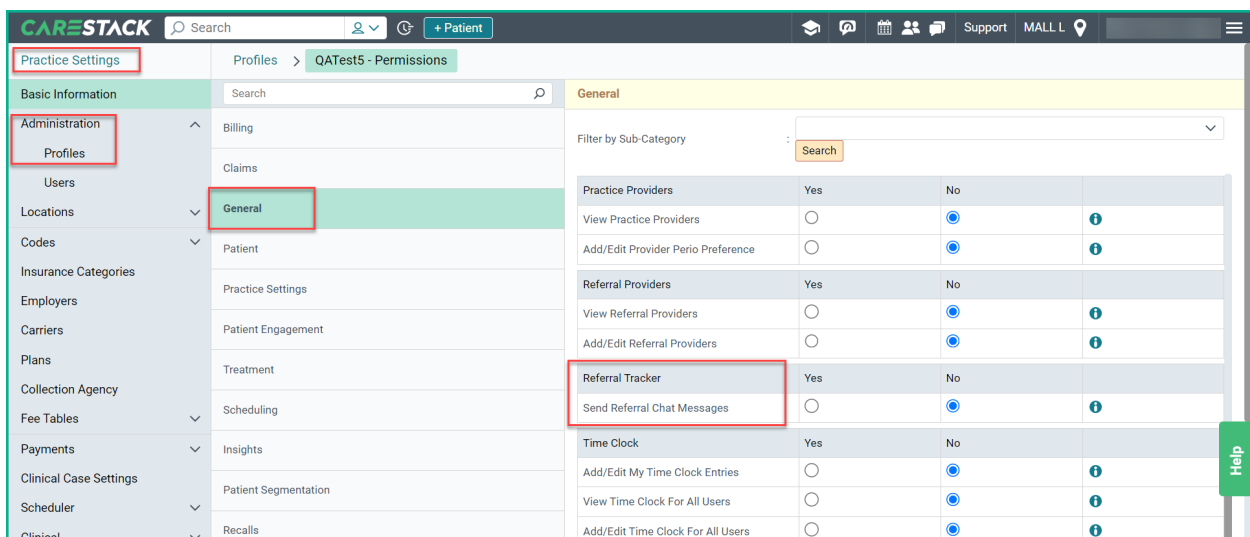 CARESTACK Search + Patient Support MALL L
Practice Settings Profiles > QATest5 - Permissions
Basic Information
Administration
Profiles
Users
Locations
Codes
Insurance Categories
Employers
Carriers
Plans
Collection Agency
Fee Tables
Payments
Clinical Case Settings
Scheduler
Clinical
Search
Billing
Claims
General
Patient
Practice Settings
Patient Engagement
Treatment
Scheduling
Insights
Patient Segmentation
Recalls
General
Filter by Sub-Category :
Search
Practice Providers Yes No
View Practice Providers
Add/Edit Provider Perio Preference
Referral Providers Yes No
View Referral Providers
Add/Edit Referral Providers
Referral Tracker Yes No
Send Referral Chat Messages
Time Clock Yes No
Add/Edit My Time Clock Entries
View Time Clock For All Users
Add/Edit Time Clock For All Users
Help